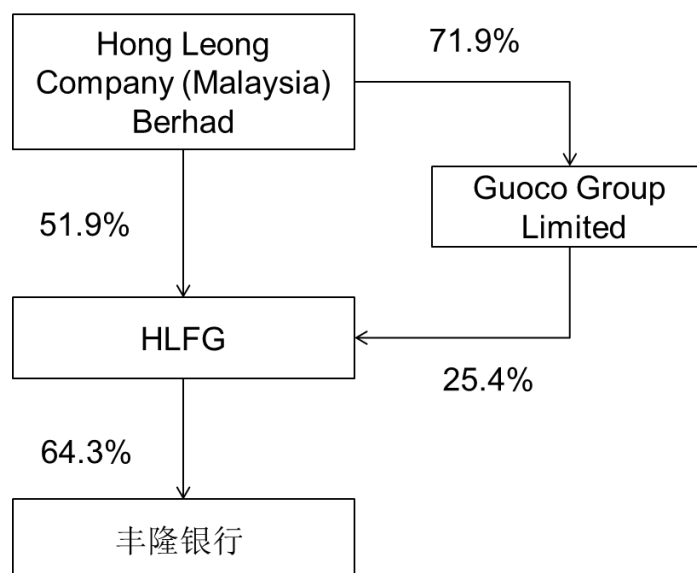 Hong Leong
Company (Malaysia)
Berhad
71.9%
Guoco Group
Limited
51.9%
HLFG
25.4%
64.3%
丰隆银行